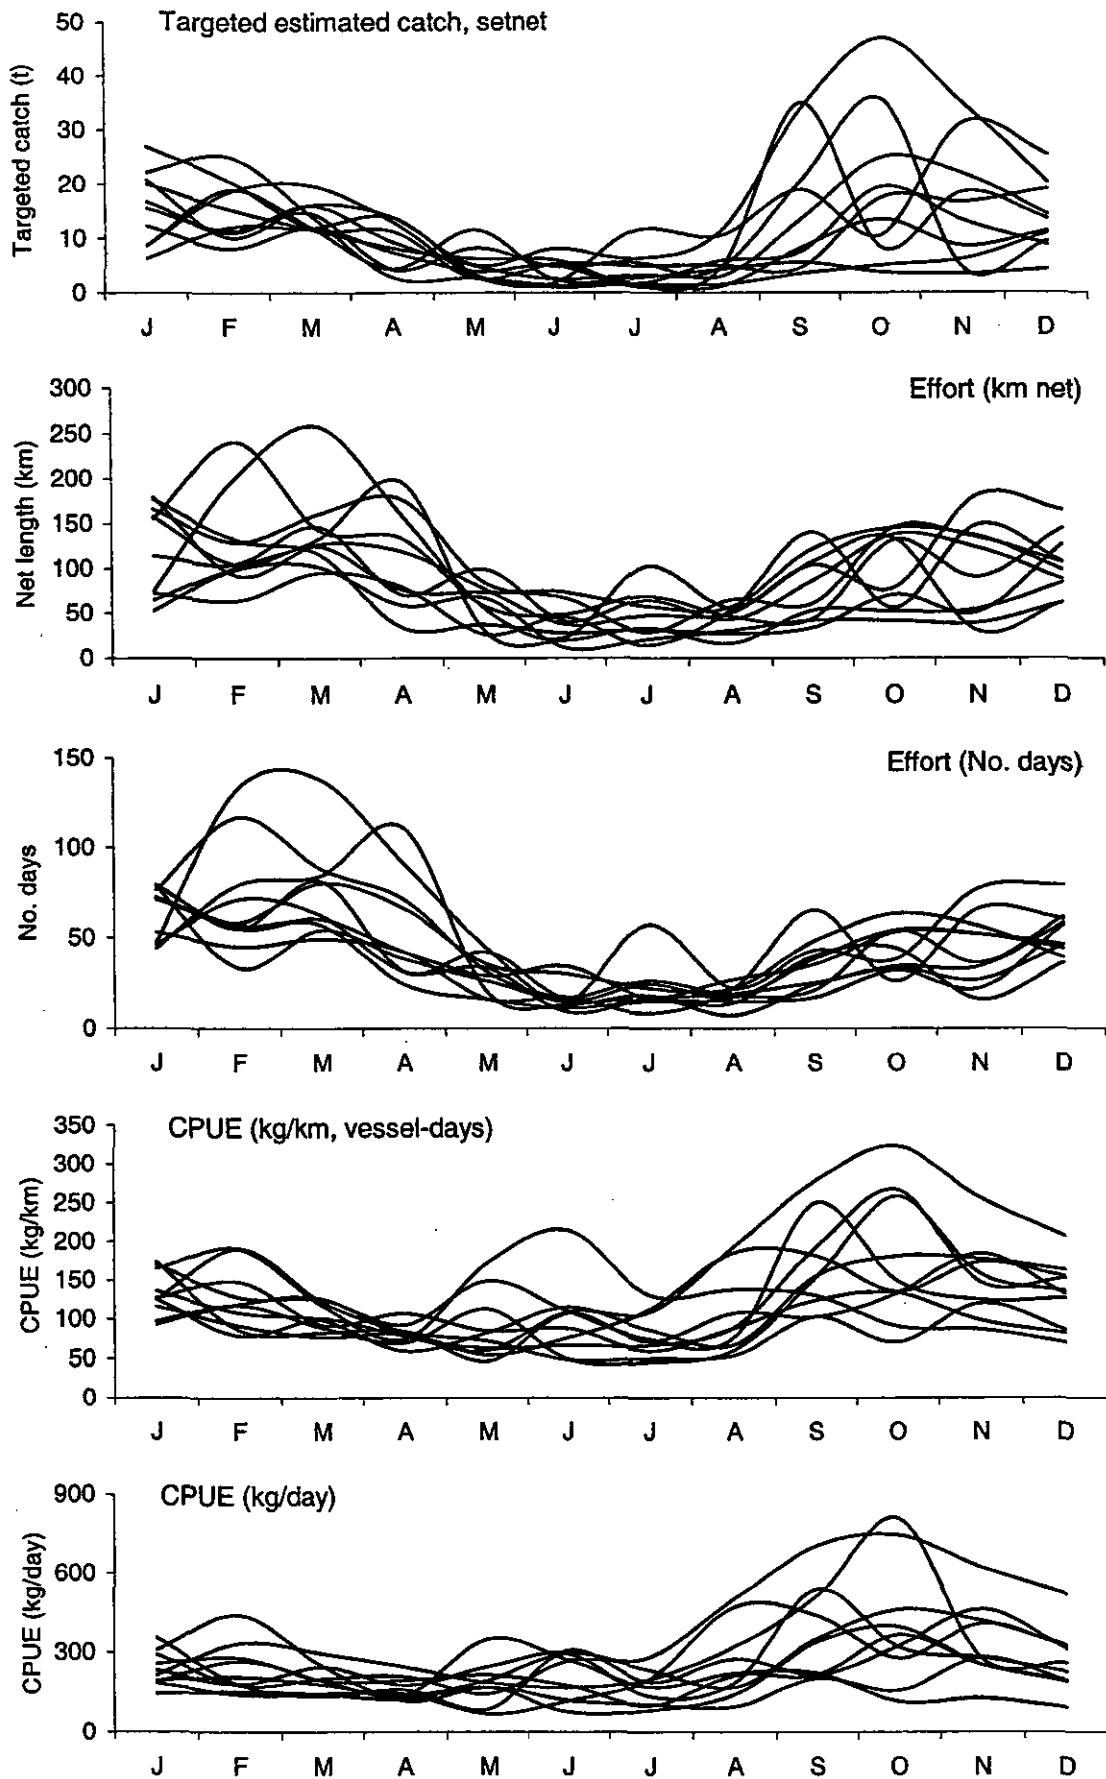 Targeted estimated catch, setnet
Targeted catch (t)
50
40
30
20
10
0
J F M A M J J A S O N D
Effort (km net)
Net length (km)
300
250
200
150
100
50
0
J F M A M J J A S O N D
Effort (No. days)
No. days
150
100
50
0
J F M A M J J A S O N D
CPUE (kg/km, vessel-days)
CPUE (kg/km)
350
300
250
200
150
100
50
0
J F M A M J J A S O N D
CPUE (kg/day)
CPUE (kg/day)
900
600
300
0
J F M A M J J A S O N D